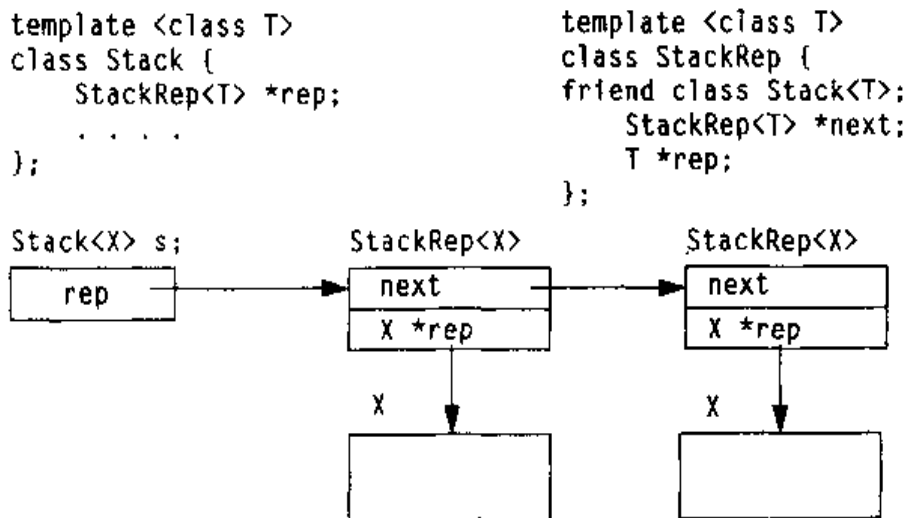 template <class T>
class Stack {
StackRep<T> *rep;
. . . .
};
template <class T>
class StackRep {
friend class Stack<T>;
StackRep<T> *next;
T *rep;
};
Stack<X> s;
StackRep<X>
StackRep<X>
rep
next
next
X *rep
X *rep
X
X